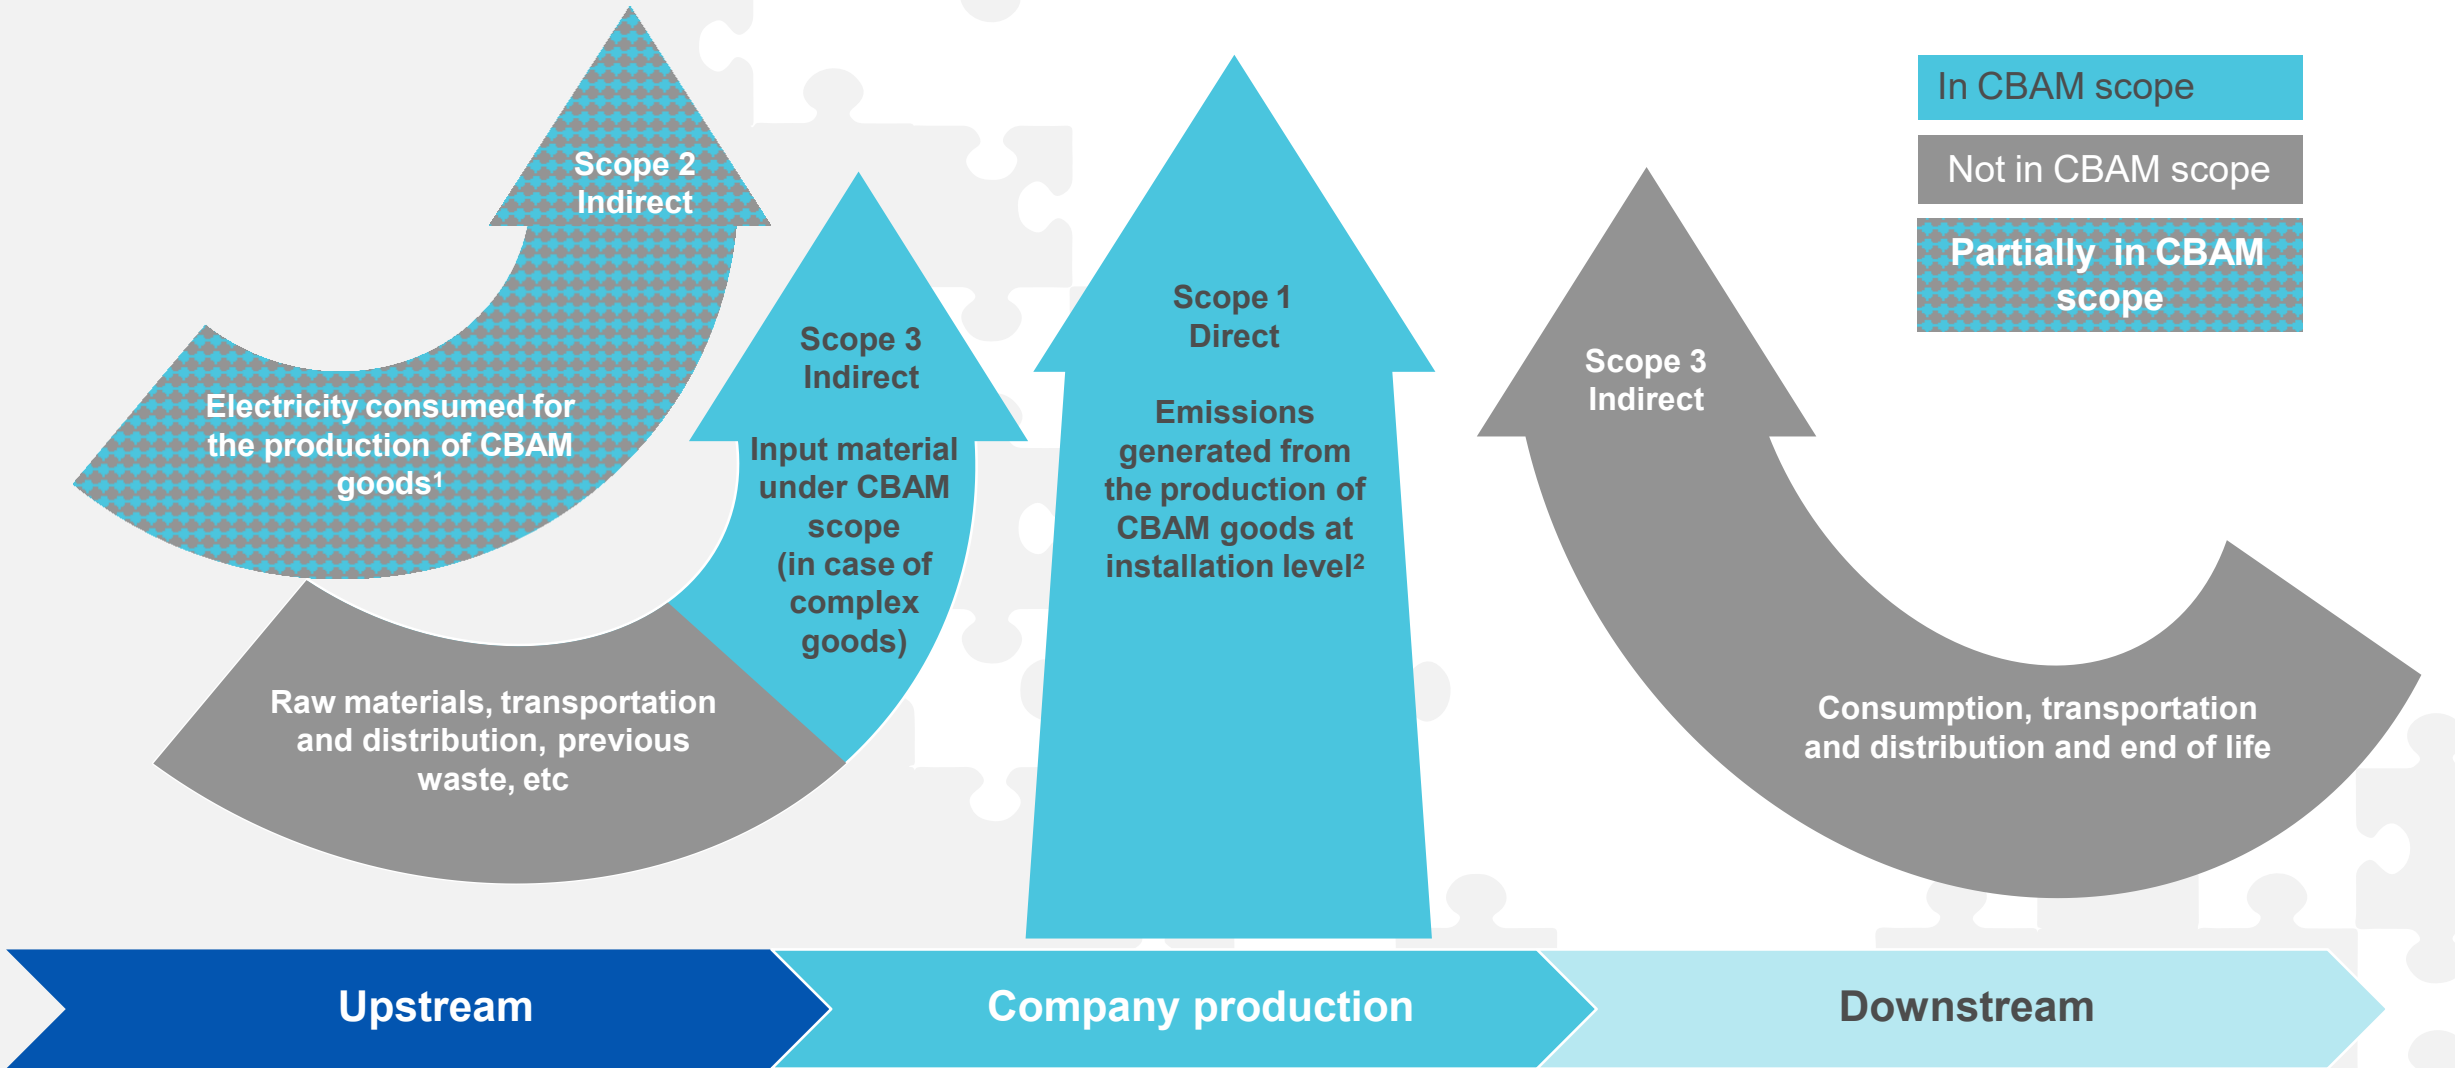 Scope 2
Indirect
Electricity consumed for
the production of CBAM
goods¹
Scope 3
Indirect
Input material
under CBAM
scope
(in case of
complex
goods)
Raw materials, transportation
and distribution, previous
waste, etc
Scope 1
Direct
Emissions
generated from
the production of
CBAM goods at
installation level²
Scope 3
Indirect
Consumption, transportation
and distribution and end of life
In CBAM scope
Not in CBAM scope
Partially in CBAM
scope
Upstream
Company production
Downstream